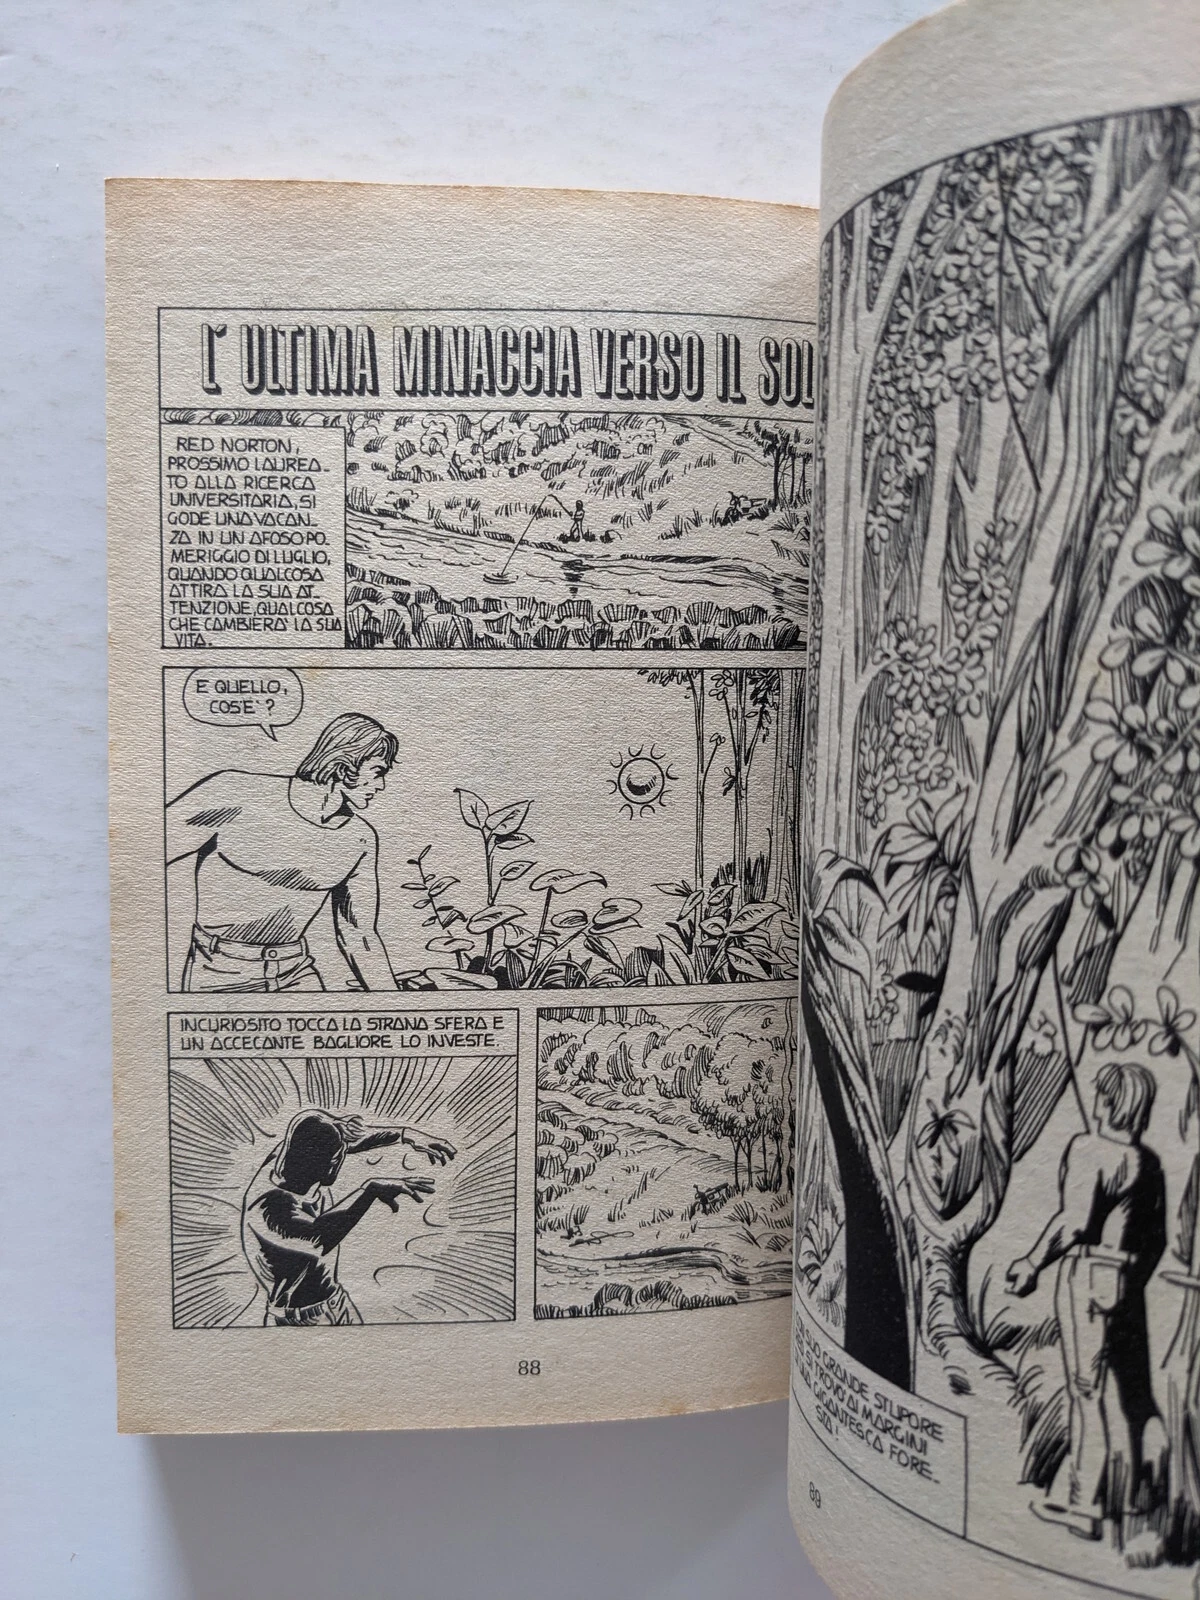 L'ULTIMA MINACCIA VERSO IL SOL
RED NORTON,
PROSSIMO LAUREA-
TO ALLA RICERCA
UNIVERSITARIA, SI
GODE UNA VACAN-
ZA IN UN AFOSO PO
MERIGGIO DI LUGLIO,
QUANDO QUALCOSA
ATTIRA LA SUA AT-
TENZIONE, QUALCOSA
CHE CAMBIERA' LA SUA
VITA.
E QUELLO,
COS'E'?
INCURIOSITO TOCCA LA STRANA SFERA E
UN ACCECANTE BAGLIORE LO INVESTE.
88
SUO GRANDE STUPORE
SI TROVO' AI MARGINI
GIGANTESCA FORE-
STA!
89